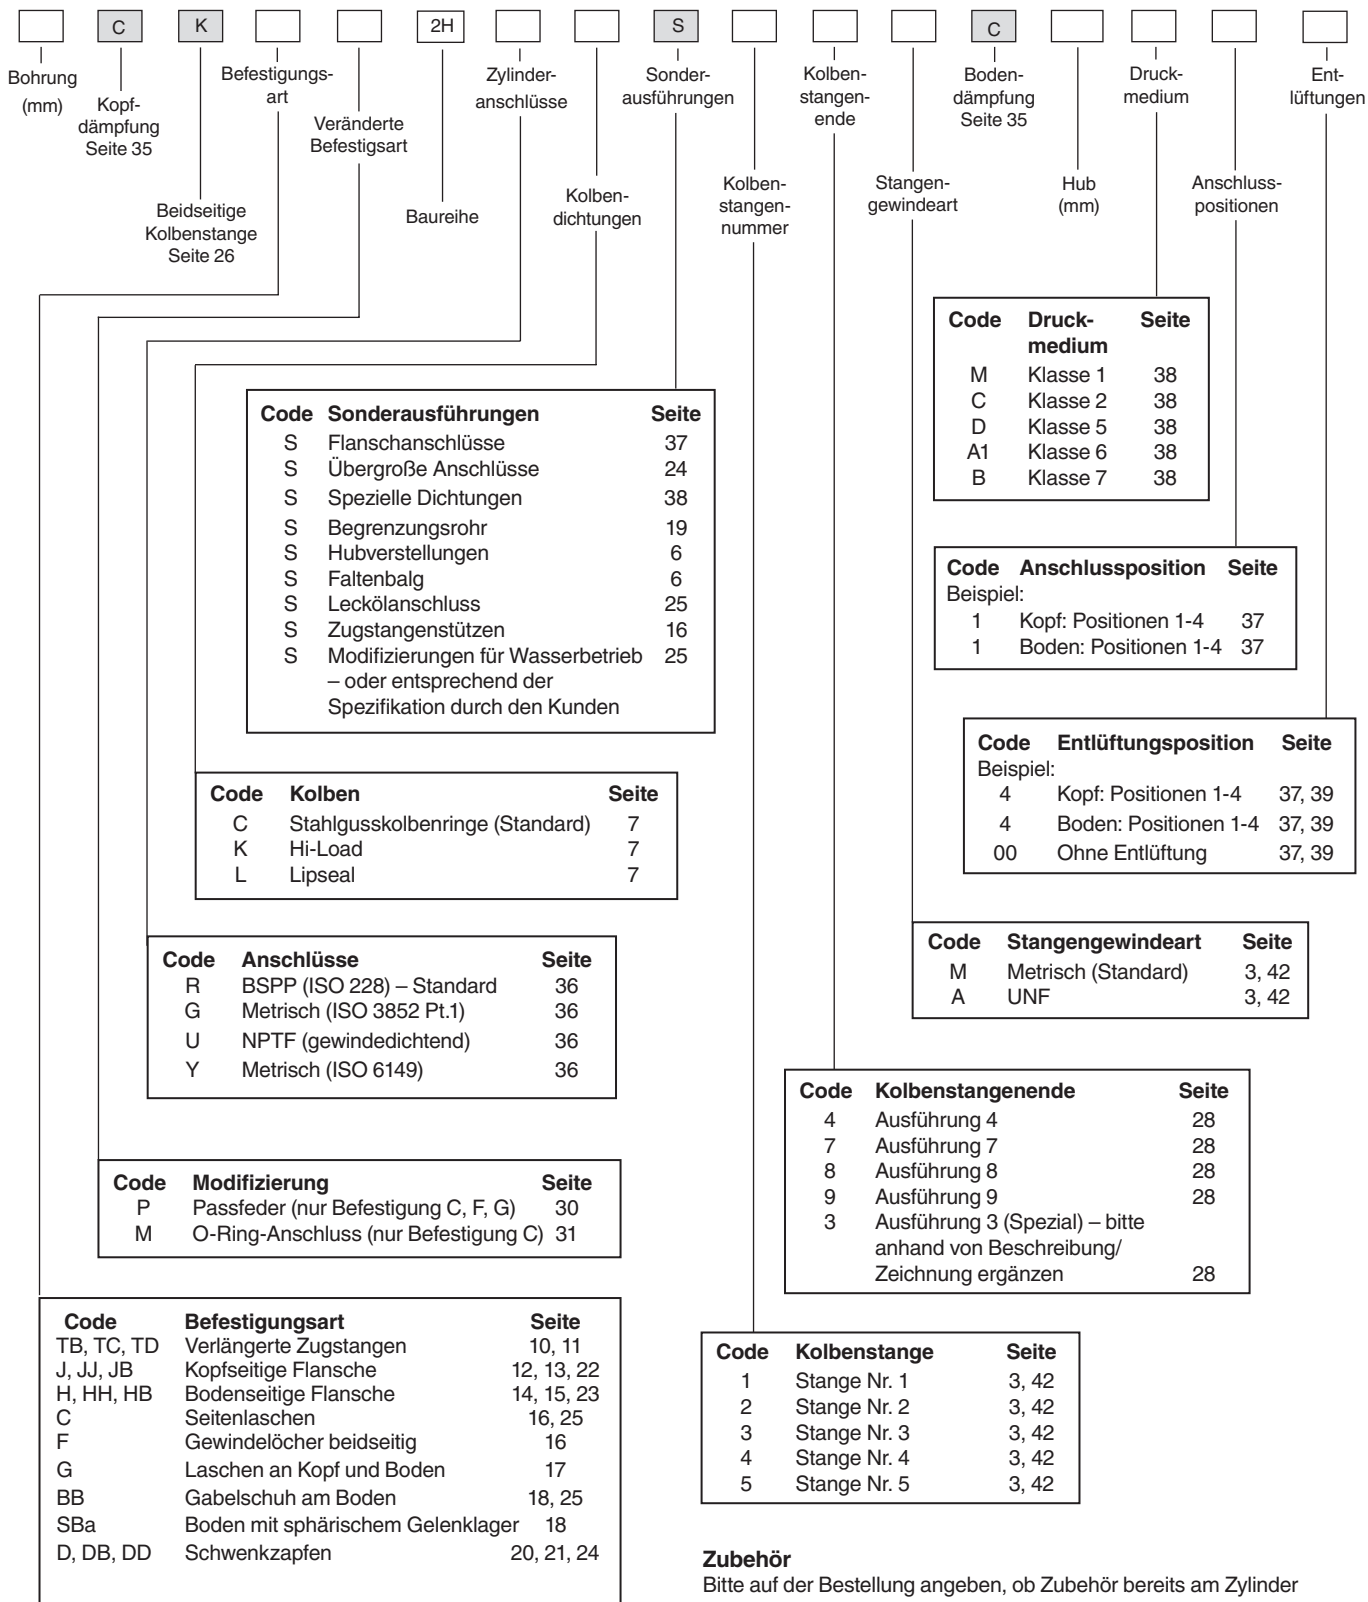 C K 2H S C
Bohrung
(mm)
Kopf-
dämpfung
Seite 35
Beidseitige
Kolbenstange
Seite 26
Befestigungs-
art
Veränderte
Befestigsart
Baureihe
Zylinder-
anschlüsse
Kolben-
dichtungen
Sonder-
ausführungen
Kolben-
stangen-
nummer
Kolben-
stangen-
ende
Stangen-
gewindeart
Boden-
dämpfung
Seite 35
Hub
(mm)
Druck-
medium
Anschluss-
positionen
Ent-
lüftungen
Code Druck- Seite
medium
M Klasse 1 38
C Klasse 2 38
D Klasse 5 38
A1 Klasse 6 38
B Klasse 7 38
Code Sonderausführungen Seite
S Flanschanschlüsse 37
S Übergroße Anschlüsse 24
S Spezielle Dichtungen 38
S Begrenzungsrohr 19
S Hubverstellungen 6
S Faltenbalg 6
S Leckölanschluss 25
S Zugstangenstützen 16
S Modifizierungen für Wasserbetrieb 25
– oder entsprechend der
Spezifikation durch den Kunden
Code Anschlussposition Seite
Beispiel:
1 Kopf: Positionen 1-4 37
1 Boden: Positionen 1-4 37
Code Entlüftungsposition Seite
Beispiel:
4 Kopf: Positionen 1-4 37, 39
4 Boden: Positionen 1-4 37, 39
00 Ohne Entlüftung 37, 39
Code Kolben Seite
C Stahlgusskolbenringe (Standard) 7
K Hi-Load 7
L Lipseal 7
Code Stangengewindeart Seite
M Metrisch (Standard) 3, 42
A UNF 3, 42
Code Anschlüsse Seite
R BSPP (ISO 228) – Standard 36
G Metrisch (ISO 3852 Pt.1) 36
U NPTF (gewindedichtend) 36
Y Metrisch (ISO 6149) 36
Code Kolbenstangenende Seite
4 Ausführung 4 28
7 Ausführung 7 28
8 Ausführung 8 28
9 Ausführung 9 28
3 Ausführung 3 (Spezial) – bitte
anhand von Beschreibung/
Zeichnung ergänzen 28
Code Modifizierung Seite
P Passfeder (nur Befestigung C, F, G) 30
M O-Ring-Anschluss (nur Befestigung C) 31
Code Befestigungsart Seite
TB, TC, TD Verlängerte Zugstangen 10, 11
J, JJ, JB Kopfseitige Flansche 12, 13, 22
H, HH, HB Bodenseitige Flansche 14, 15, 23
C Seitenlaschen 16, 25
F Gewindelöcher beidseitig 16
G Laschen an Kopf und Boden 17
BB Gabelschuh am Boden 18, 25
SBa Boden mit sphärischem Gelenklager 18
D, DB, DD Schwenkzapfen 20, 21, 24
Code Kolbenstange Seite
1 Stange Nr. 1 3, 42
2 Stange Nr. 2 3, 42
3 Stange Nr. 3 3, 42
4 Stange Nr. 4 3, 42
5 Stange Nr. 5 3, 42
Zubehör
Bitte auf der Bestellung angeben, ob Zubehör bereits am Zylinder